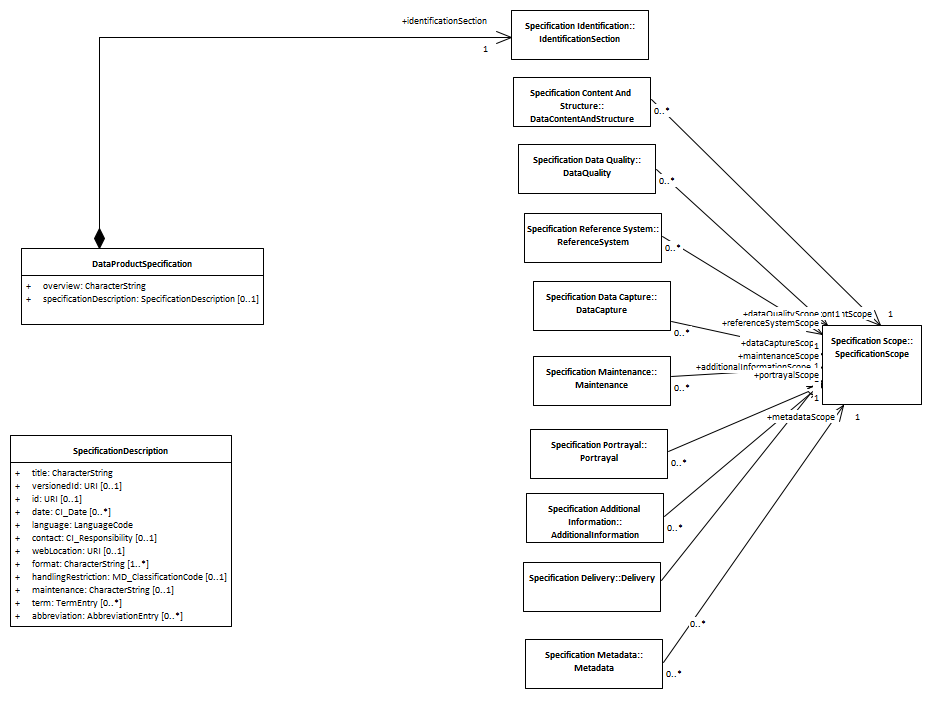 +identificationSection
1
Specification Identification::
IdentificationSection
Specification Content And
Structure::
DataContentAndStructure
0..*
Specification Data Quality::
DataQuality
0..*
Specification Reference System::
ReferenceSystem
0..*
DataProductSpecification
+ overview: CharacterString
+ specificationDescription: SpecificationDescription [0..1]
Specification Data Capture::
DataCapture
0..*
+dataQualityScope
1
1
+referenceSystemScope
Specification Scope::
SpecificationScope
+dataCaptureScope
1
+maintenanceScope
+additionalInformationScope
1
+portrayalScope
1
+metadataScope
1
Specification Maintenance::
Maintenance
0..*
Specification Portrayal::
Portrayal
0..*
SpecificationDescription
+ title: CharacterString
+ versionedId: URI [0..1]
+ id: URI [0..1]
+ date: CI_Date [0..*]
+ language: LanguageCode
+ contact: CI_Responsibility [0..1]
+ webLocation: URI [0..1]
+ format: CharacterString [1..*]
+ handlingRestriction: MD_ClassificationCode [0..1]
+ maintenance: CharacterString [0..1]
+ term: TermEntry [0..*]
+ abbreviation: AbbreviationEntry [0..*]
Specification Additional
Information::
AdditionalInformation
0..*
Specification Delivery::Delivery
0..*
Specification Metadata::
Metadata
0..*